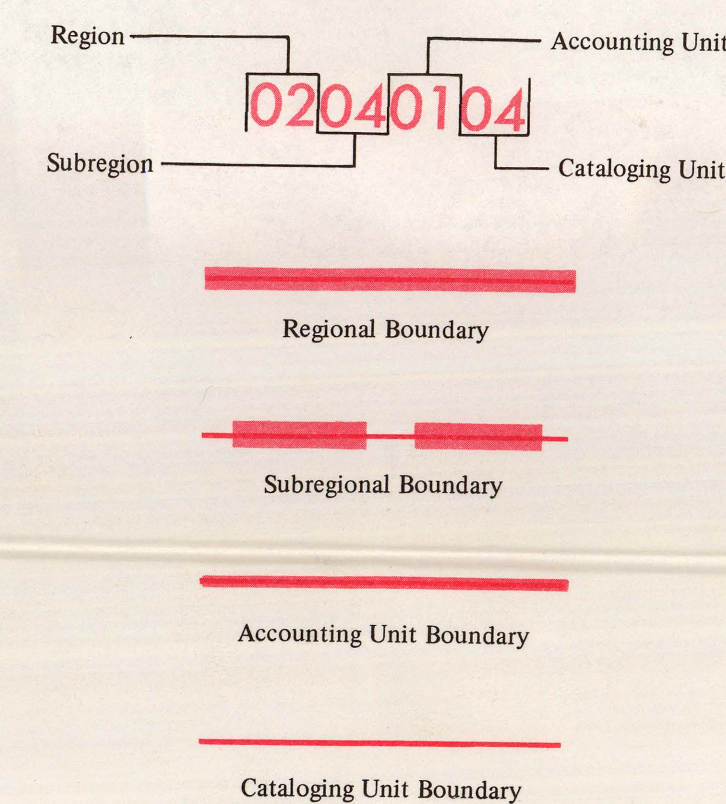 Region
Accounting Unit
02040104
Subregion
Cataloging Unit
Regional Boundary
Subregional Boundary
Accounting Unit Boundary
Cataloging Unit Boundary